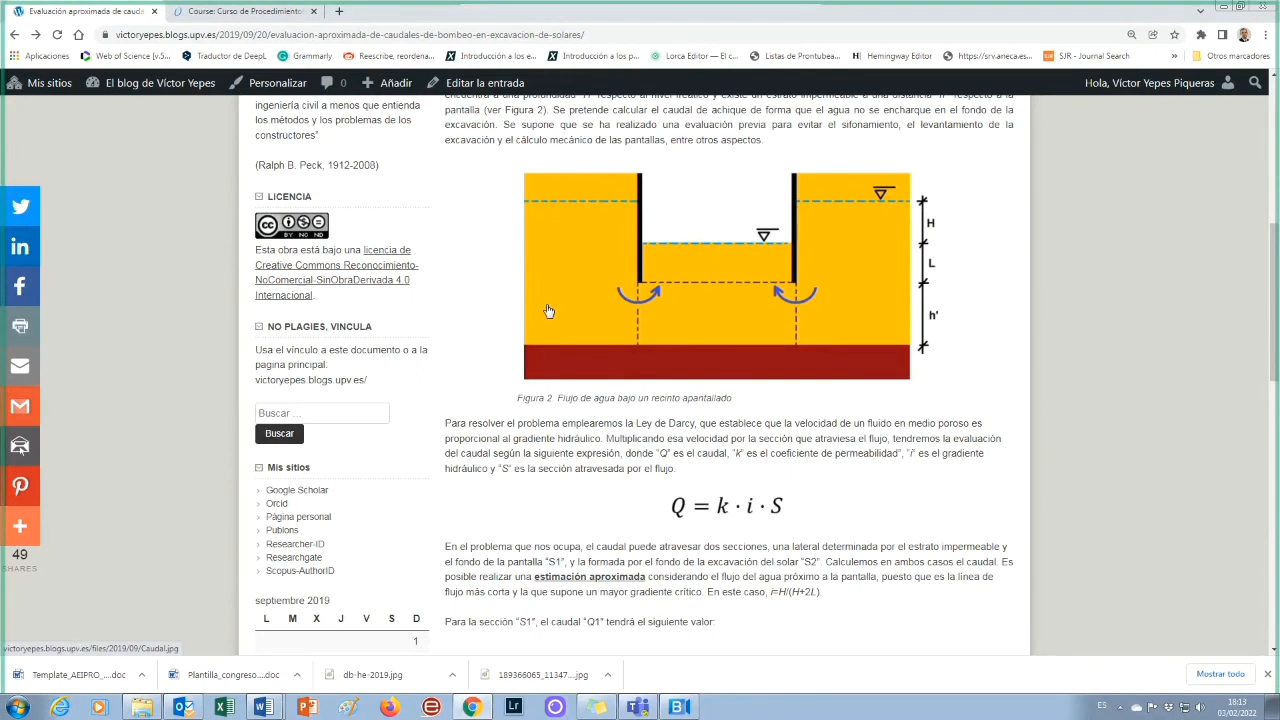 Evaluación aproximada de cauda
Course: Curso de Procedimiento
victoryepes.blogs.upv.es/2019/09/20/evaluacion-aproximada-de-caudales-de-bombeo-en-excavacion-de-solares/
Aplicaciones
Web of Science [v.5...
Traductor de DeepL
Grammarly
Reescribe, reordena...
Introducción a los e...
Introducción a los p...
Lorca Editor — El c...
Listas de Prontubea...
Hemingway Editor
https://srv.aneca.es...
SJR - Journal Search
Otros marcadores
Mis sitios
El blog de Víctor Yepes
Personalizar
0
Añadir
Editar la entrada
Hola, Víctor Yepes Piqueras
ingeniería civil a menos que entienda
los métodos y los problemas de los
constructores”
(Ralph B. Peck, 1912-2008)
LICENCIA
CC BY NC ND
Esta obra está bajo una licencia de
Creative Commons Reconocimiento-
NoComercial-SinObraDerivada 4.0
Internacional.
NO PLAGIES, VINCULA
Usa el vínculo a este documento o a la
pagina principal:
victoryepes.blogs.upv.es/
Buscar ...
Buscar
Mis sitios
Google Scholar
Orcid
Página personal
Publons
Researcher-ID
Researchgate
Scopus-AuthorID
septiembre 2019
L M X J V S D
1
49
SHARES
pantalla (ver Figura 2). Se pretende calcular el caudal de achique de forma que el agua no se encharque en el fondo de la
excavación. Se supone que se ha realizado una evaluación previa para evitar el sifonamiento, el levantamiento de la
excavación y el cálculo mecánico de las pantallas, entre otros aspectos.
H
L
h'
Figura 2. Flujo de agua bajo un recinto apantallado
Para resolver el problema emplearemos la Ley de Darcy, que establece que la velocidad de un fluido en medio poroso es
proporcional al gradiente hidráulico. Multiplicando esa velocidad por la sección que atraviesa el flujo, tendremos la evaluación
del caudal según la siguiente expresión, donde “Q” es el caudal, “k” es el coeficiente de permeabilidad”, “i” es el gradiente
hidráulico y “S” es la sección atravesada por el flujo.
Q = k · i · S
En el problema que nos ocupa, el caudal puede atravesar dos secciones, una lateral determinada por el estrato impermeable y
el fondo de la pantalla “S1”, y la formada por el fondo de la excavación del solar “S2”. Calculemos en ambos casos el caudal. Es
posible realizar una estimación aproximada considerando el flujo del agua próximo a la pantalla, puesto que es la línea de
flujo más corta y la que supone un mayor gradiente crítico. En este caso, i=H/(H+2L).
Para la sección “S1”, el caudal “Q1” tendrá el siguiente valor:
victoryepes.blogs.upv.es/files/2019/09/Caudal.jpg
Template_AEIPRO_....doc
Plantilla_congreso....doc
db-he-2019.jpg
189366065_11347....jpg
Mostrar todo
ES
18:13
03/02/2022